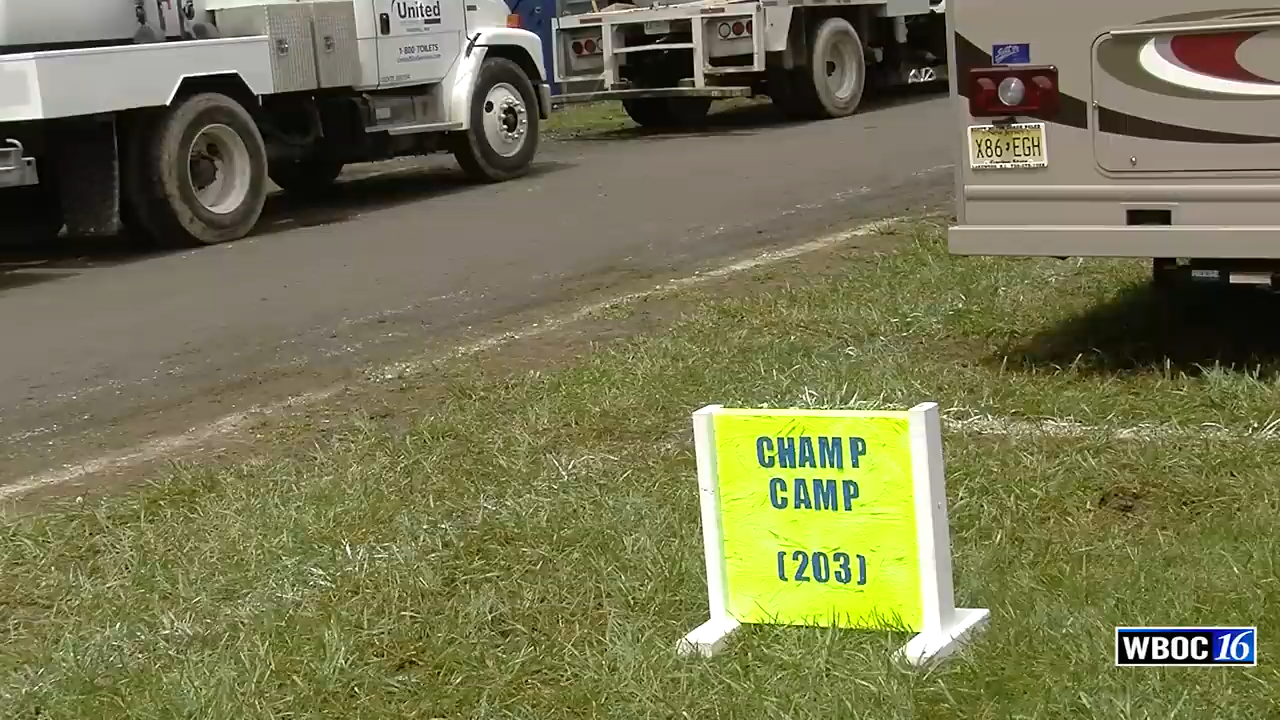 United
1-800-TOILETS
X86 EGH
CHAMP
CAMP
(203)
WBOC 16